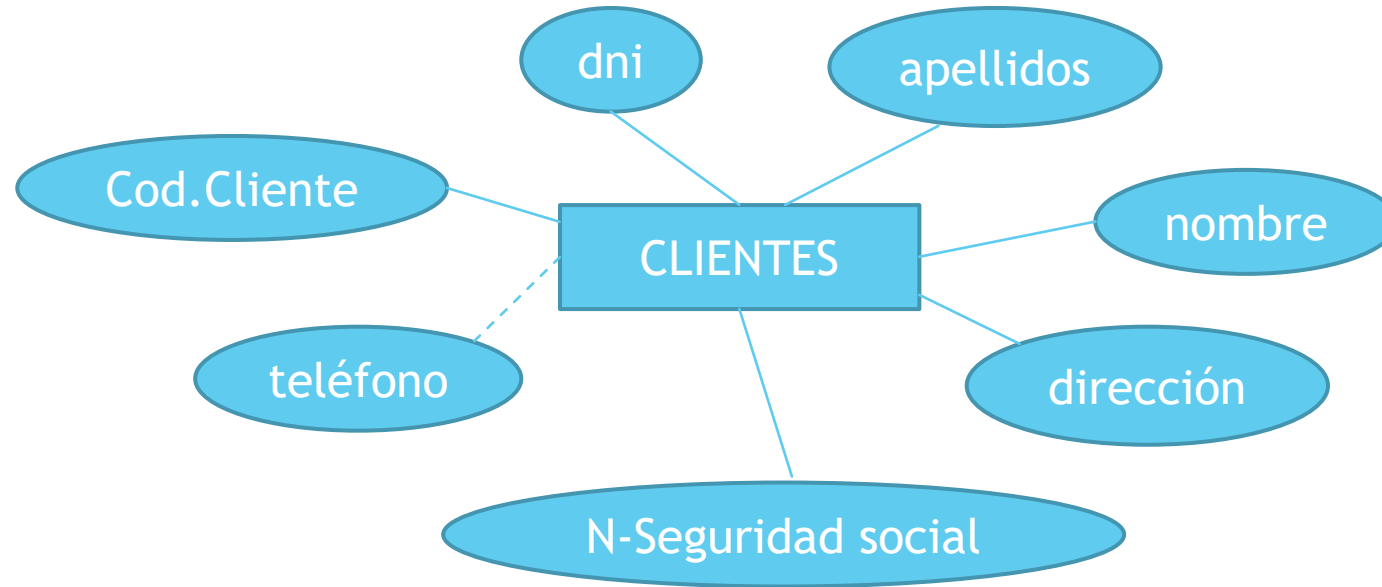 dni
apellidos
Cod.Cliente
nombre
CLIENTES
teléfono
dirección
N-Seguridad social